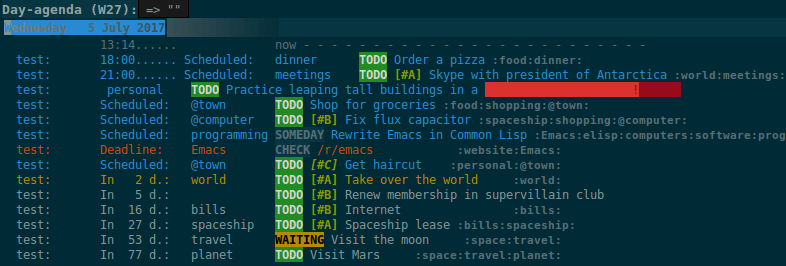 Day-agenda (W27): => ""
Wednesday 5 July 2017
13:14...... now - - - - - - - - - - - - - - - - - - - - - - - - -
test: 18:00...... Scheduled: dinner TODO Order a pizza :food:dinner:
test: 21:00...... Scheduled: meetings TODO [#A] Skype with president of Antarctica :world:meetings:
test: personal TODO Practice leaping tall buildings in a !
test: Scheduled: @town TODO Shop for groceries :food:shopping:@town:
test: Scheduled: @computer TODO [#B] Fix flux capacitor :spaceship:shopping:@computer:
test: Scheduled: programming SOMEDAY Rewrite Emacs in Common Lisp :Emacs:elisp:computers:software:prog
test: Deadline: Emacs CHECK /r/emacs :website:Emacs:
test: Scheduled: @town TODO [#C] Get haircut :personal:@town:
test: In 2 d.: world TODO [#A] Take over the world :world:
test: In 5 d.: TODO [#B] Renew membership in supervillain club
test: In 16 d.: bills TODO [#B] Internet :bills:
test: In 27 d.: spaceship TODO [#A] Spaceship lease :bills:spaceship:
test: In 53 d.: travel WAITING Visit the moon :space:travel:
test: In 77 d.: planet TODO Visit Mars :space:travel:planet: